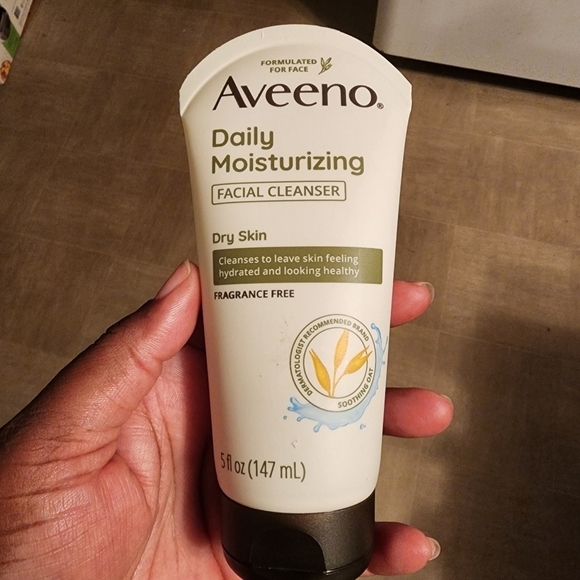 FORMULATED
FOR FACE
Aveeno®
Daily
Moisturizing
FACIAL CLEANSER
Dry Skin
Cleanses to leave skin feeling
hydrated and looking healthy
FRAGRANCE FREE
DERMATOLOGIST RECOMMENDED BRAND
SOOTHING OAT
5 fl oz (147 mL)